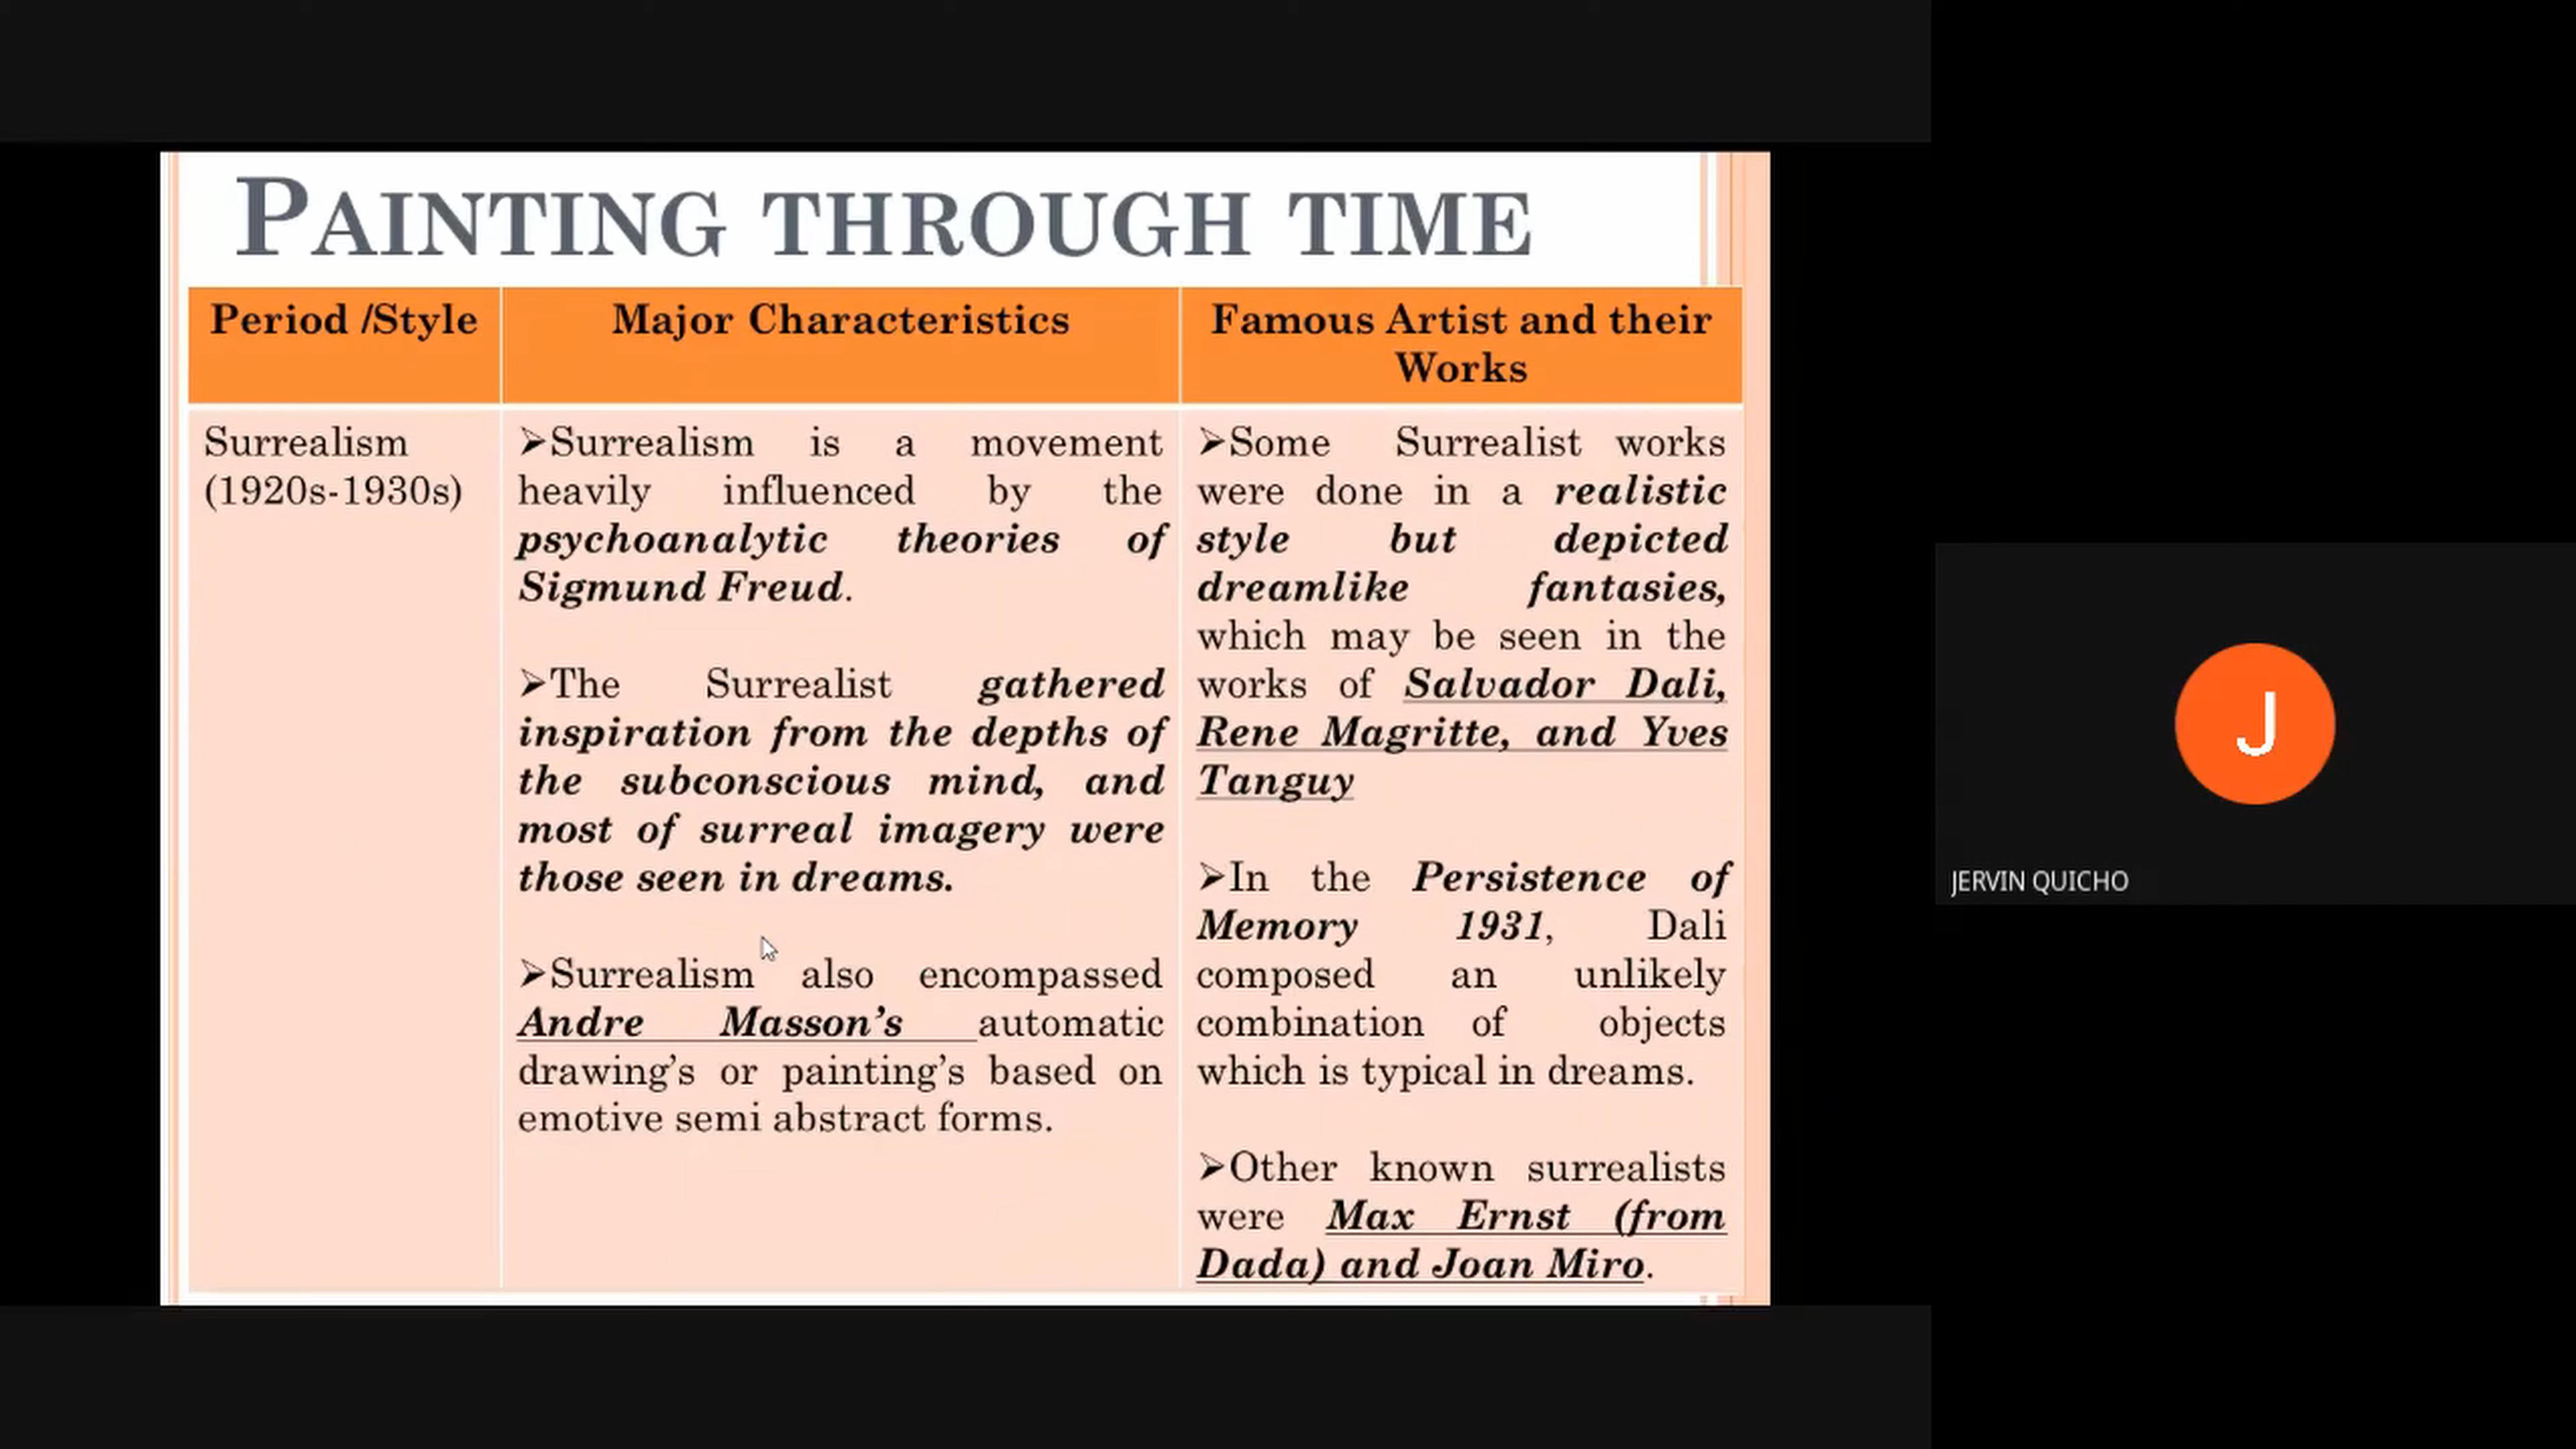 PAINTING THROUGH TIME
Period /Style
Major Characteristics
Famous Artist and their
Works
Surrealism
(1920s-1930s)
➢Surrealism is a movement
heavily influenced by the
psychoanalytic theories of
Sigmund Freud.
➢The Surrealist gathered
inspiration from the depths of
the subconscious mind, and
most of surreal imagery were
those seen in dreams.
➢Surrealism also encompassed
Andre Masson’s automatic
drawing’s or painting’s based on
emotive semi abstract forms.
➢Some Surrealist works
were done in a realistic
style but depicted
dreamlike fantasies,
which may be seen in the
works of Salvador Dali,
Rene Magritte, and Yves
Tanguy
➢In the Persistence of
Memory 1931, Dali
composed an unlikely
combination of objects
which is typical in dreams.
➢Other known surrealists
were Max Ernst (from
Dada) and Joan Miro.
J
JERVIN QUICHO